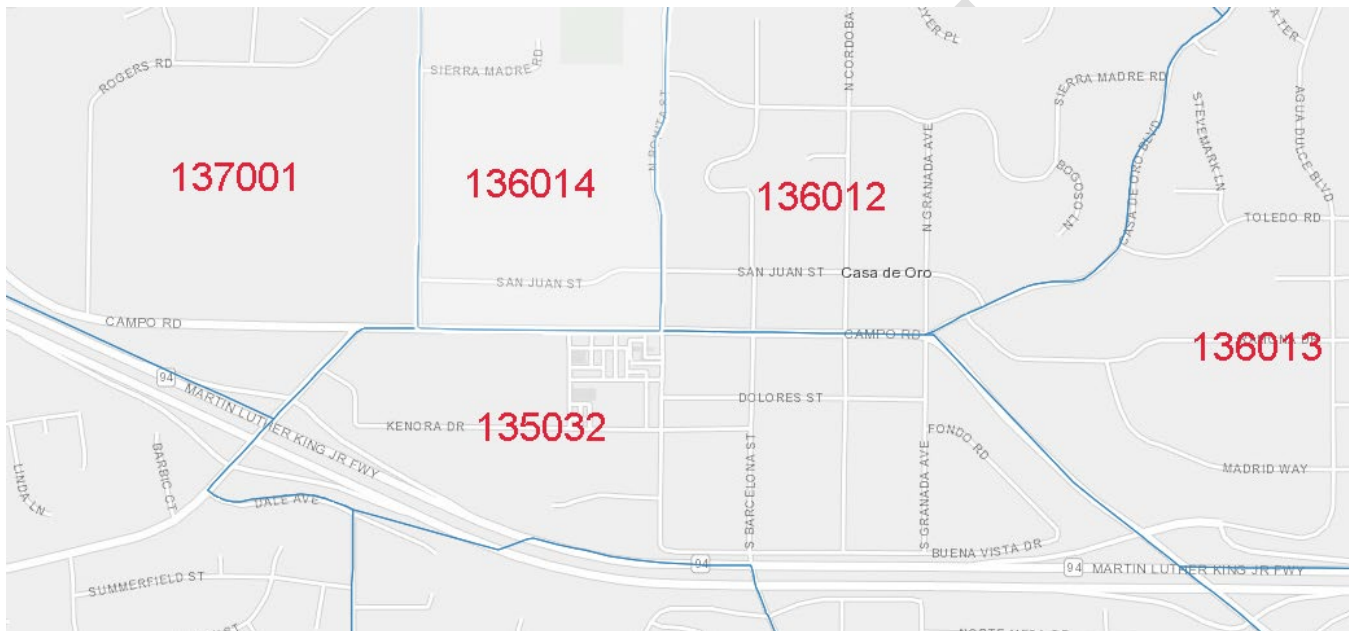 ROGERS RD
SIERRA MADRE RD
N BONITA ST
N CORDOBA
YER PL
SIERRA MADRE RD
A TER
STEVEMARK LN
AGUA DULCE BLVD
137001
136014
136012
N GRANADA AVE
BOGOSO LN
CASA DE ORO BLVD
TOLEDO RD
SAN JUAN ST
SAN JUAN ST
Casa de Oro
CAMPO RD
CAMPO RD
136013
94
MARTIN LUTHER KING JR FWY
DOLORES ST
KENORA DR
135032
S BARCELONA ST
S GRANADA AVE
FONDO RD
MADRID WAY
LINDA LN
BARBIC CT
DALE AVE
BUENA VISTA DR
94
94
MARTIN LUTHER KING JR FWY
SUMMERFIELD ST